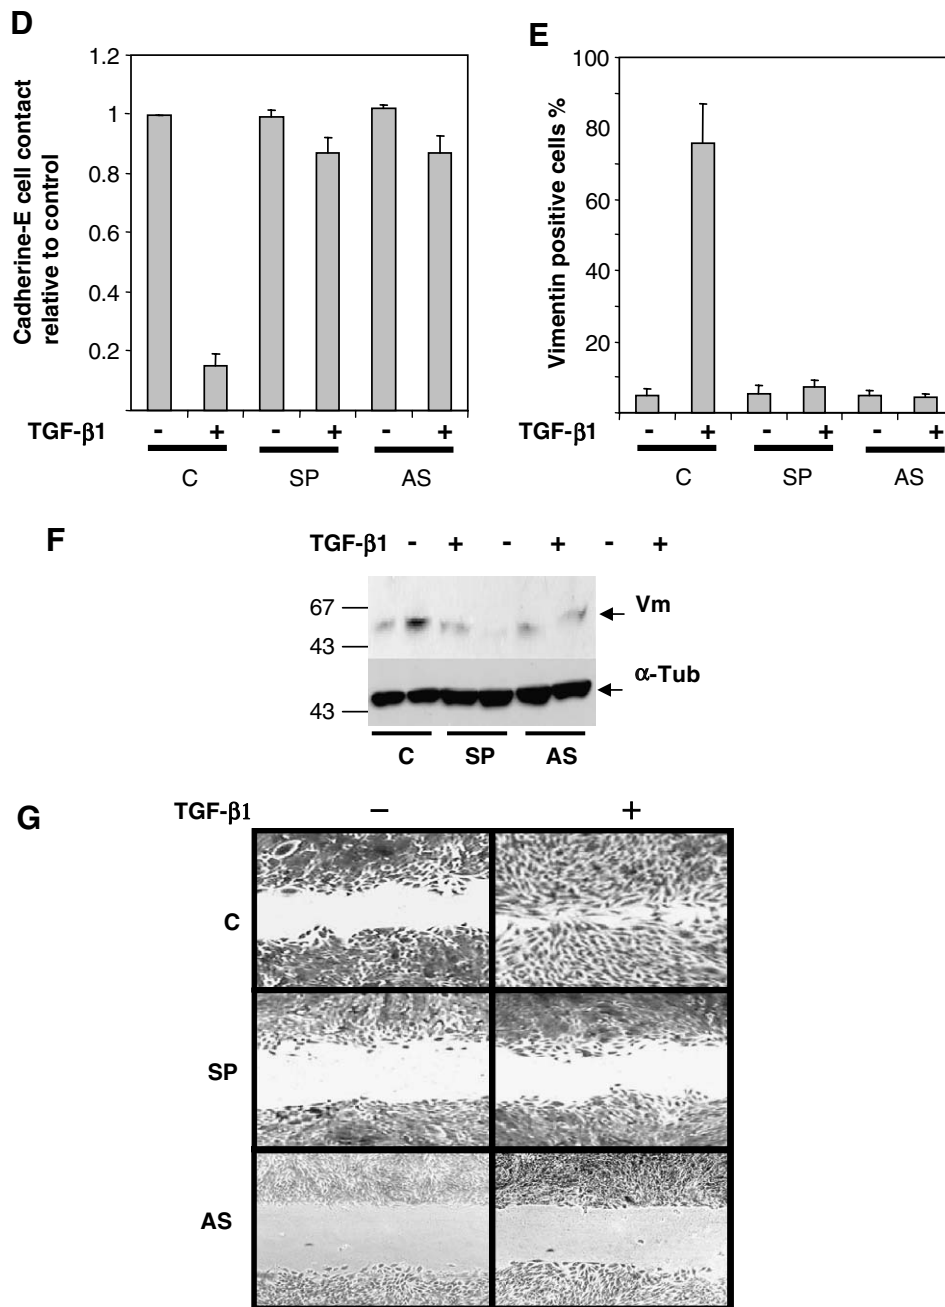 D
Cadherine-E cell contact
relative to control
1.2
1
0.8
0.6
0.4
0.2
TGF-β1 - + - + - +
C SP AS
E
Vimentin positive cells %
100
80
60
40
20
TGF-β1 - + - + - +
C SP AS
F
TGF-β1 - + - + - +
67
43
Vm
α-Tub
43
C SP AS
G
TGF-β1 − +
C
SP
AS